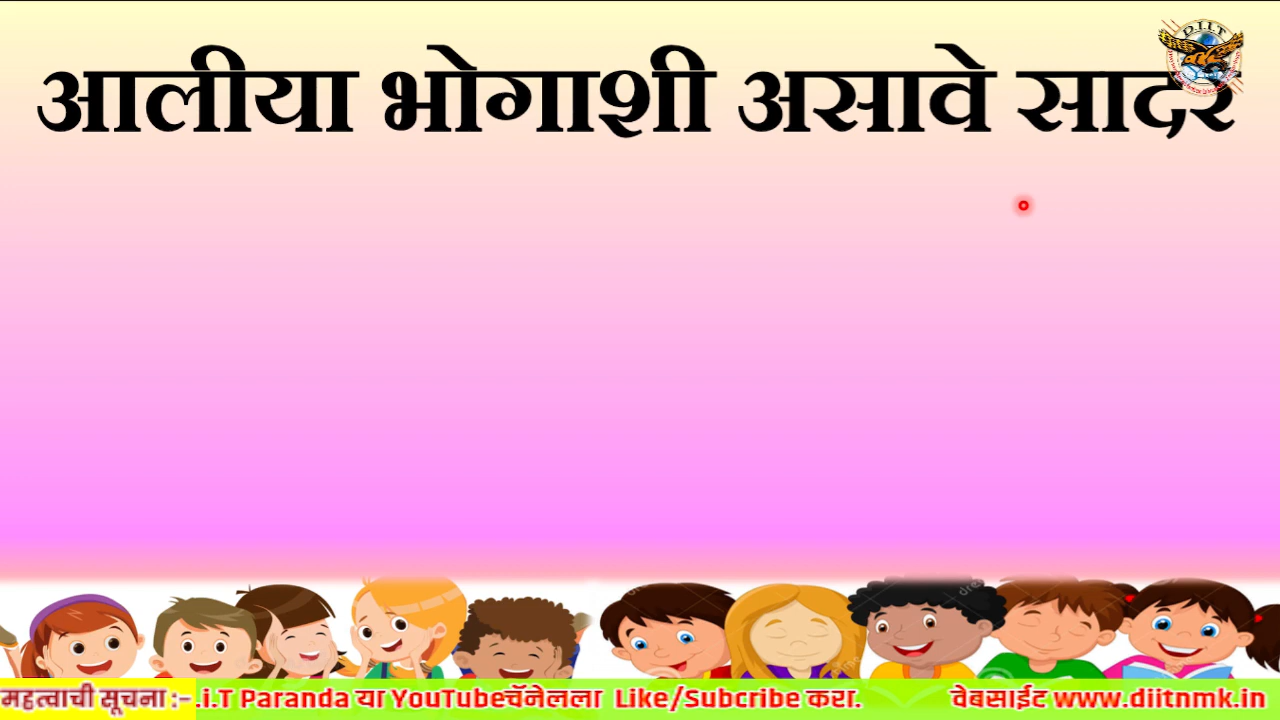 आलीया भोगाशी असावे सादर
D.I.I.T
महत्वाची सूचना :- .i.T Paranda या YouTubeचॅनेलला Like/Subcribe करा. वेबसाईट www.diitnmk.in